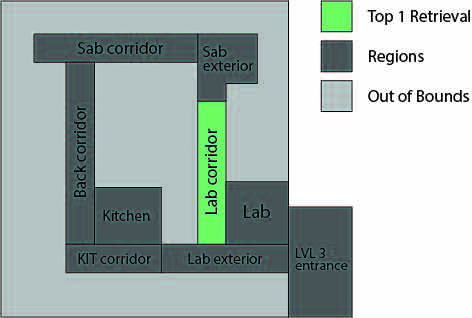 Sab corridor
Sab
exterior
Back corridor
Lab corridor
Kitchen
Lab
KIT corridor
Lab exterior
LVL 3
entrance
Top 1 Retrieval
Regions
Out of Bounds